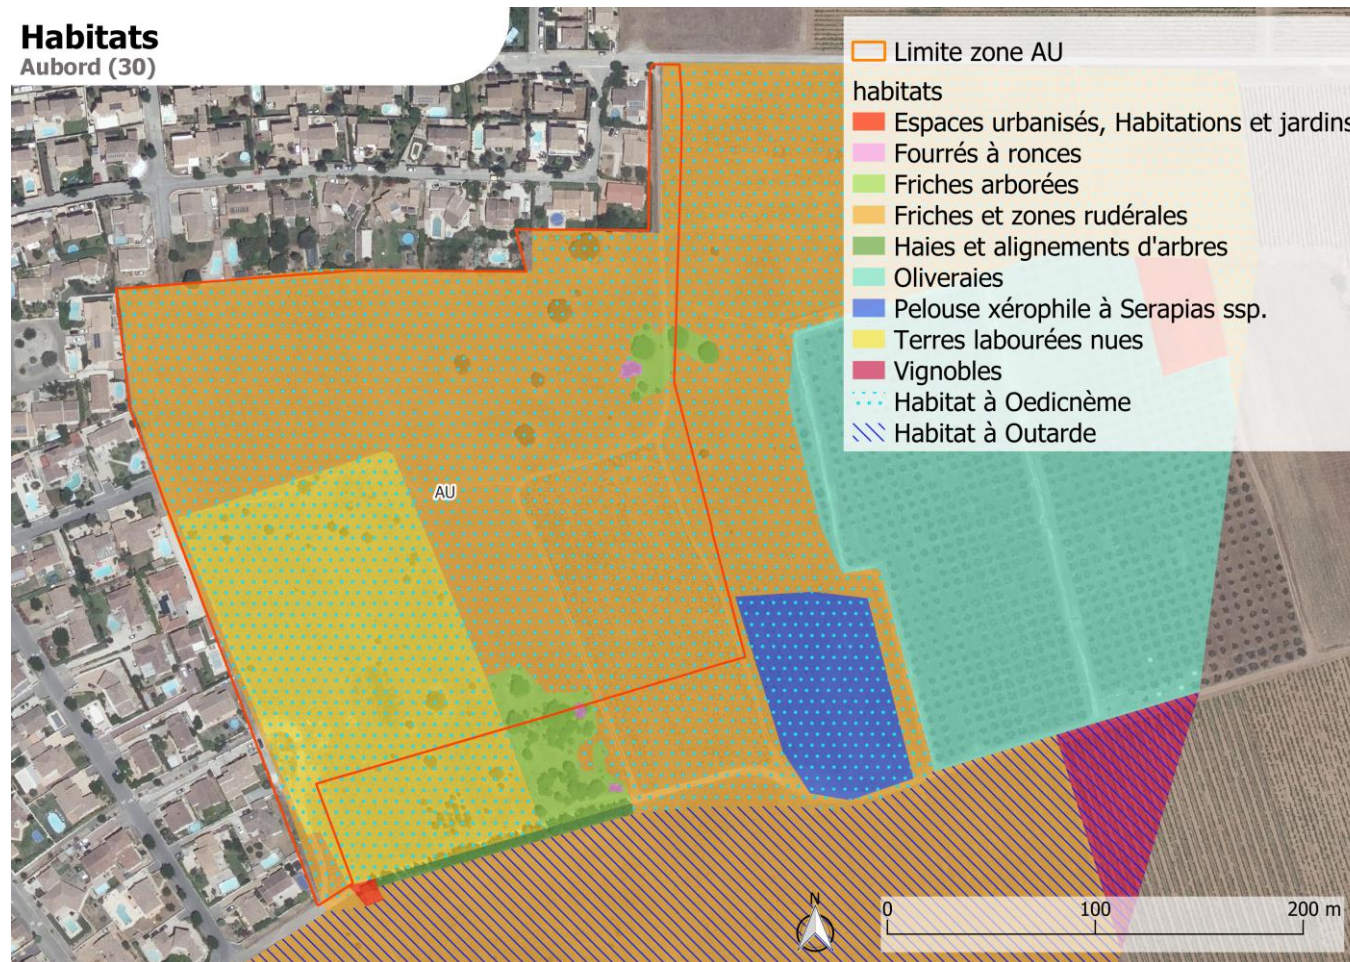 Habitats
Aubord (30)
Limite zone AU
habitats
Espaces urbanisés, Habitations et jardins
Fourrés à ronces
Friches arborées
Friches et zones rudérales
Haies et alignements d'arbres
Oliveraies
Pelouse xérophile à Serapias ssp.
Terres labourées nues
Vignobles
Habitat à Oedicnème
Habitat à Outarde
AU
N
0 100 200 m